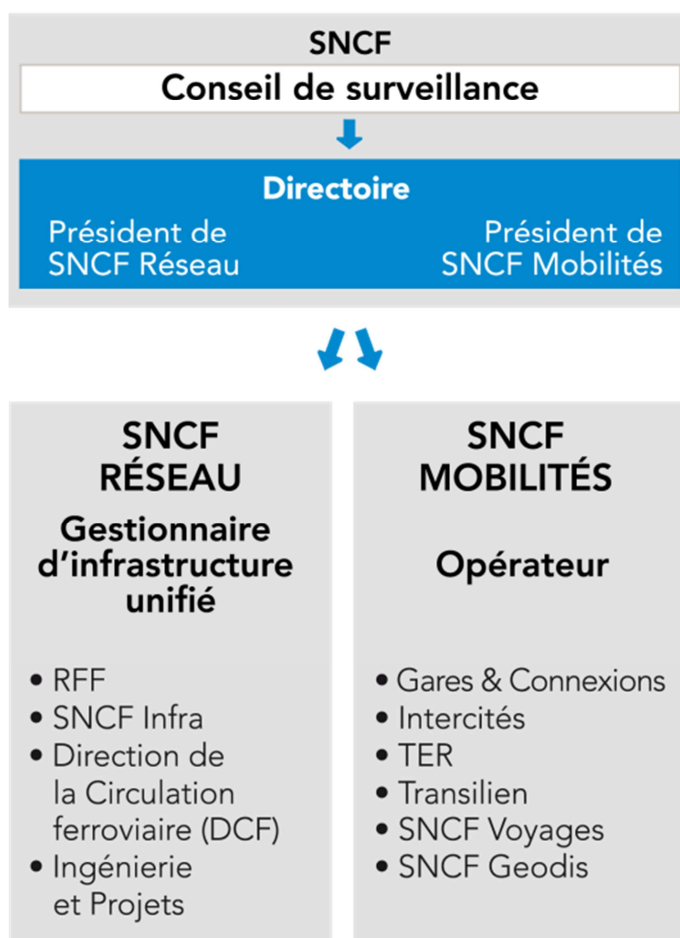 SNCF
Conseil de surveillance
Directoire
Président de
SNCF Réseau
Président de
SNCF Mobilités
SNCF
RÉSEAU
Gestionnaire
d’infrastructure
unifié
• RFF
• SNCF Infra
• Direction de
la Circulation
ferroviaire (DCF)
• Ingénierie
et Projets
SNCF
MOBILITÉS
Opérateur
• Gares & Connexions
• Intercités
• TER
• Transilien
• SNCF Voyages
• SNCF Geodis